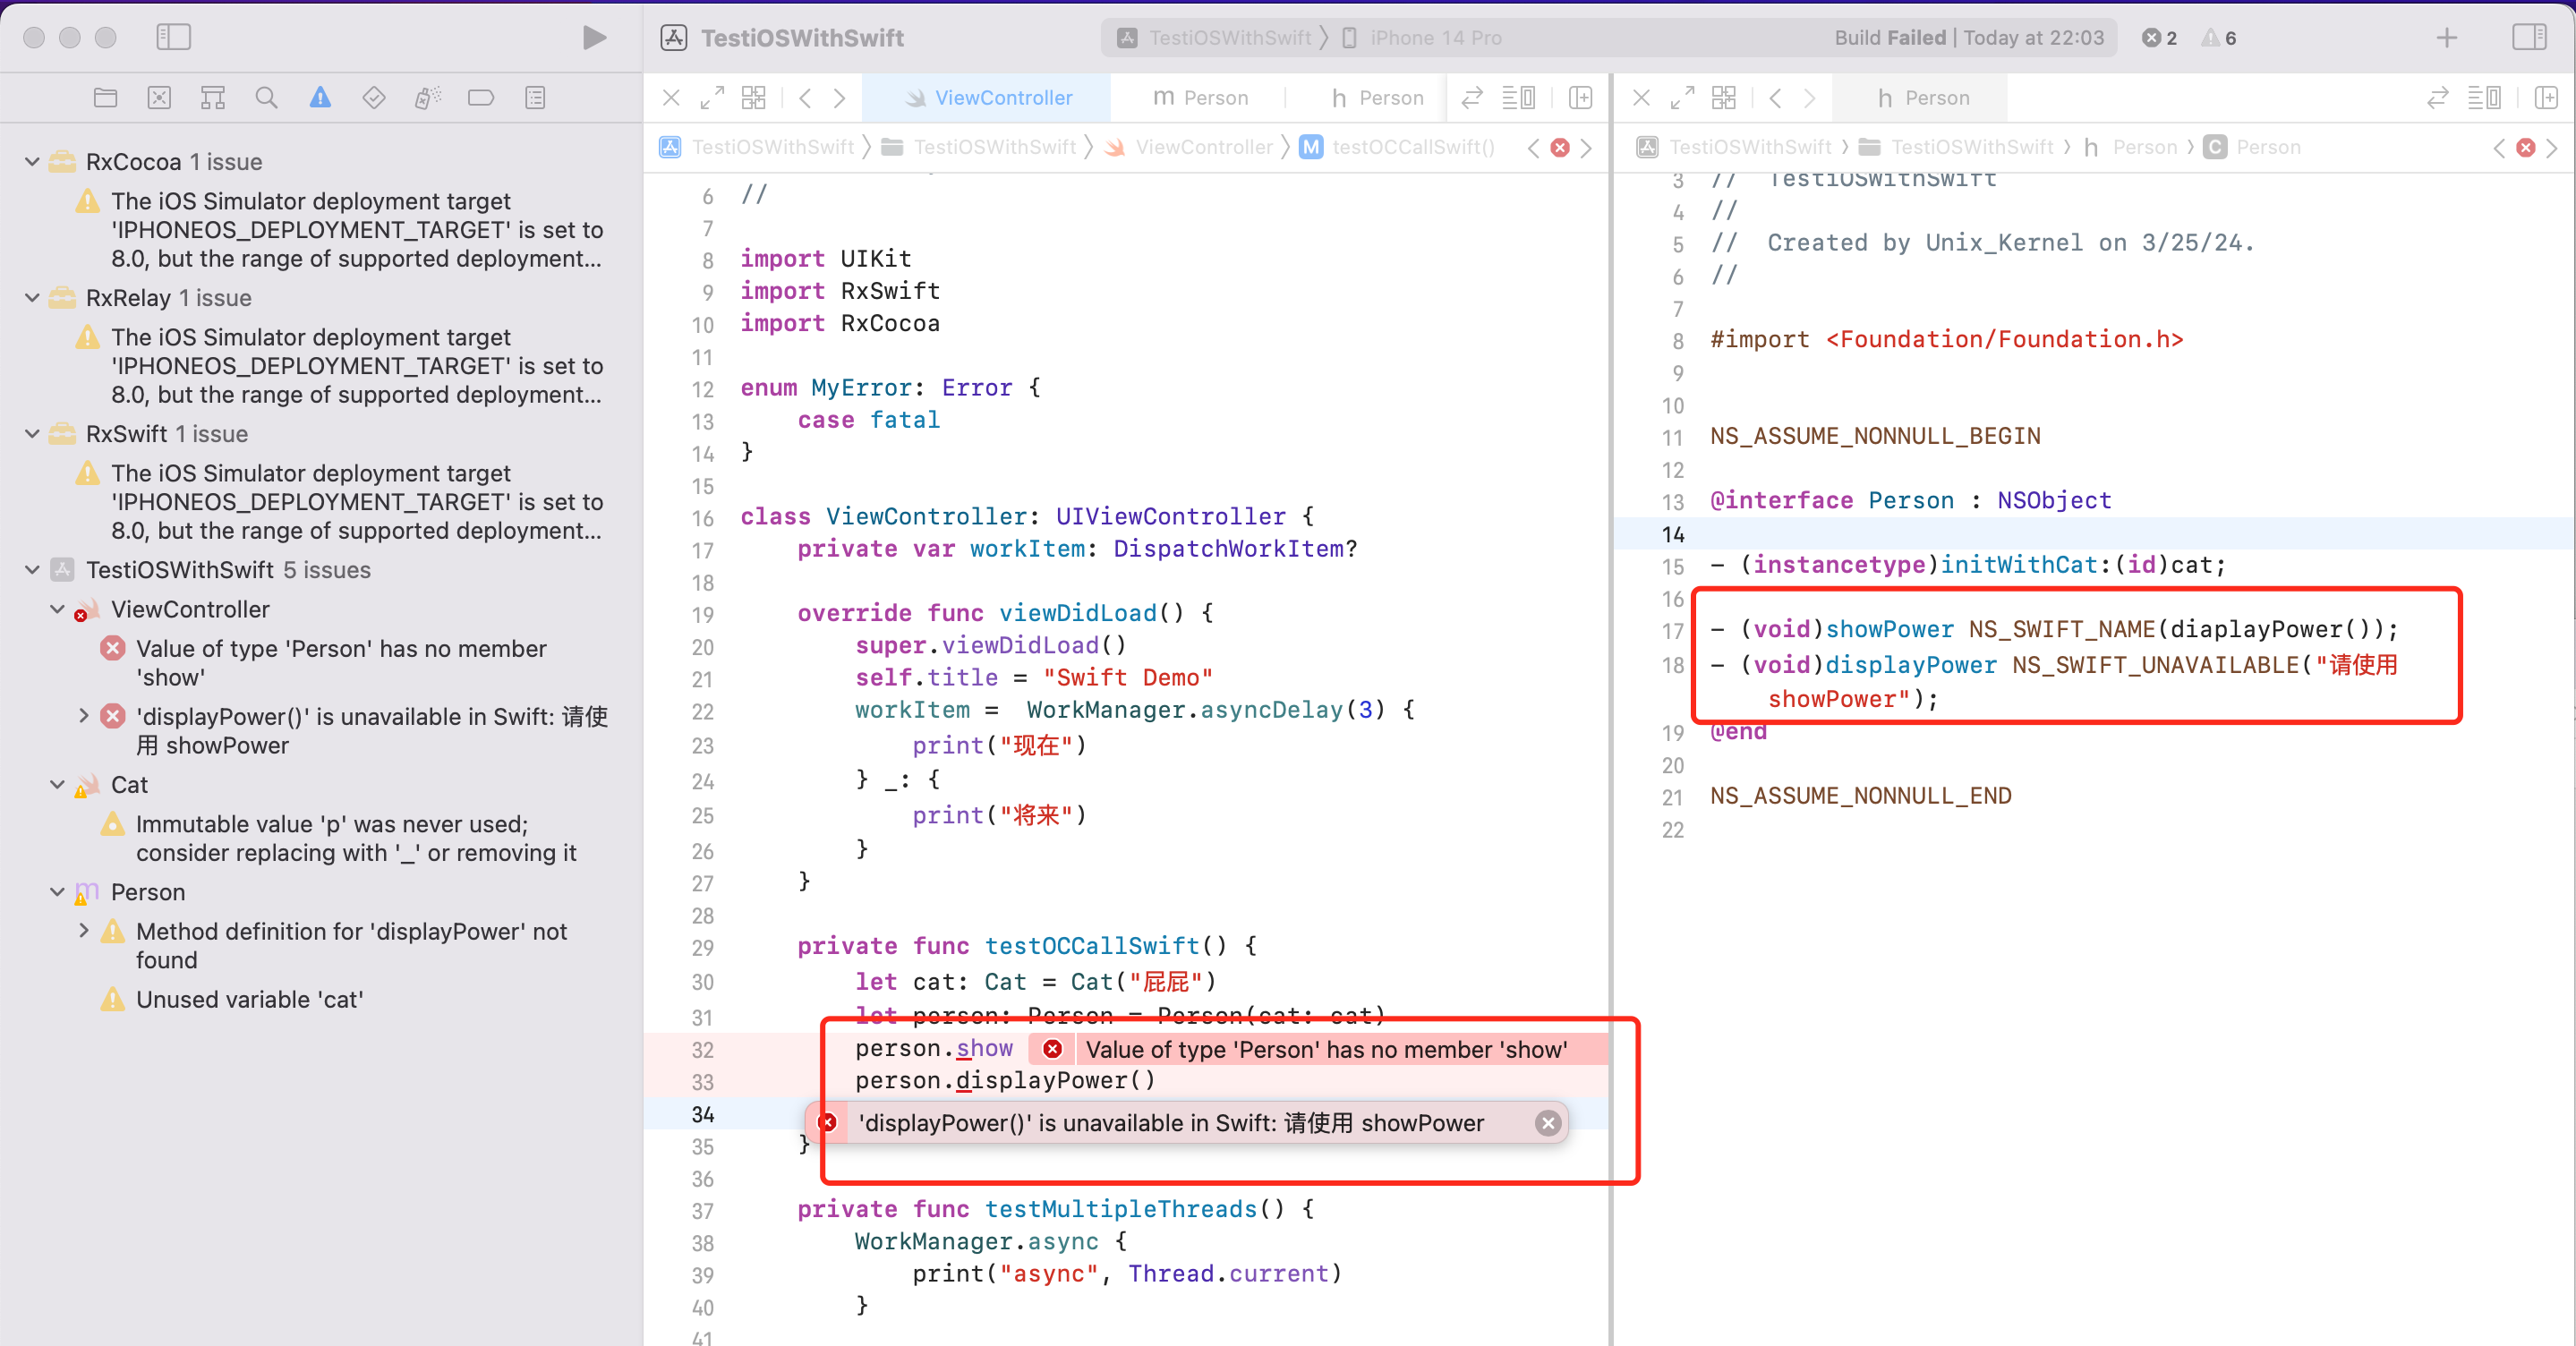 TestiOSWithSwift
TestiOSWithSwift
iPhone 14 Pro
Build Failed | Today at 22:03
2
6
RxCocoa 1 issue
The iOS Simulator deployment target
'IPHONEOS_DEPLOYMENT_TARGET' is set to
8.0, but the range of supported deployment...
RxRelay 1 issue
The iOS Simulator deployment target
'IPHONEOS_DEPLOYMENT_TARGET' is set to
8.0, but the range of supported deployment...
RxSwift 1 issue
The iOS Simulator deployment target
'IPHONEOS_DEPLOYMENT_TARGET' is set to
8.0, but the range of supported deployment...
TestiOSWithSwift 5 issues
ViewController
Value of type 'Person' has no member
'show'
'displayPower()' is unavailable in Swift: 请使
用 showPower
Cat
Immutable value 'p' was never used;
consider replacing with '_' or removing it
m Person
Method definition for 'displayPower' not
found
Unused variable 'cat'
ViewController
m Person
h Person
TestiOSWithSwift
TestiOSWithSwift
ViewController
M testOCCallSwift()
6 //
7
8 import UIKit
9 import RxSwift
10 import RxCocoa
11
12 enum MyError: Error {
13 case fatal
14 }
15
16 class ViewController: UIViewController {
17 private var workItem: DispatchWorkItem?
18
19 override func viewDidLoad() {
20 super.viewDidLoad()
21 self.title = "Swift Demo"
22 workItem =  WorkManager.asyncDelay(3) {
23 print("现在")
24 } _: {
25 print("将来")
26 }
27 }
28
29 private func testOCCallSwift() {
30 let cat: Cat = Cat("屁屁")
31 let person: Person = Person(cat: cat)
32 person.show
Value of type 'Person' has no member 'show'
33 person.displayPower()
34
'displayPower()' is unavailable in Swift: 请使用 showPower
35 }
36
37 private func testMultipleThreads() {
38 WorkManager.async {
39 print("async", Thread.current)
40 }
41
h Person
TestiOSWithSwift
TestiOSWithSwift
h Person
C Person
3 //  TestiOSWithSwift
4 //
5 //  Created by Unix_Kernel on 3/25/24.
6 //
7
8 #import <Foundation/Foundation.h>
9
10
11 NS_ASSUME_NONNULL_BEGIN
12
13 @interface Person : NSObject
14
15 - (instancetype)initWithCat:(id)cat;
16
17 - (void)showPower NS_SWIFT_NAME(diaplayPower());
18 - (void)displayPower NS_SWIFT_UNAVAILABLE("请使用
showPower");
19 @end
20
21 NS_ASSUME_NONNULL_END
22